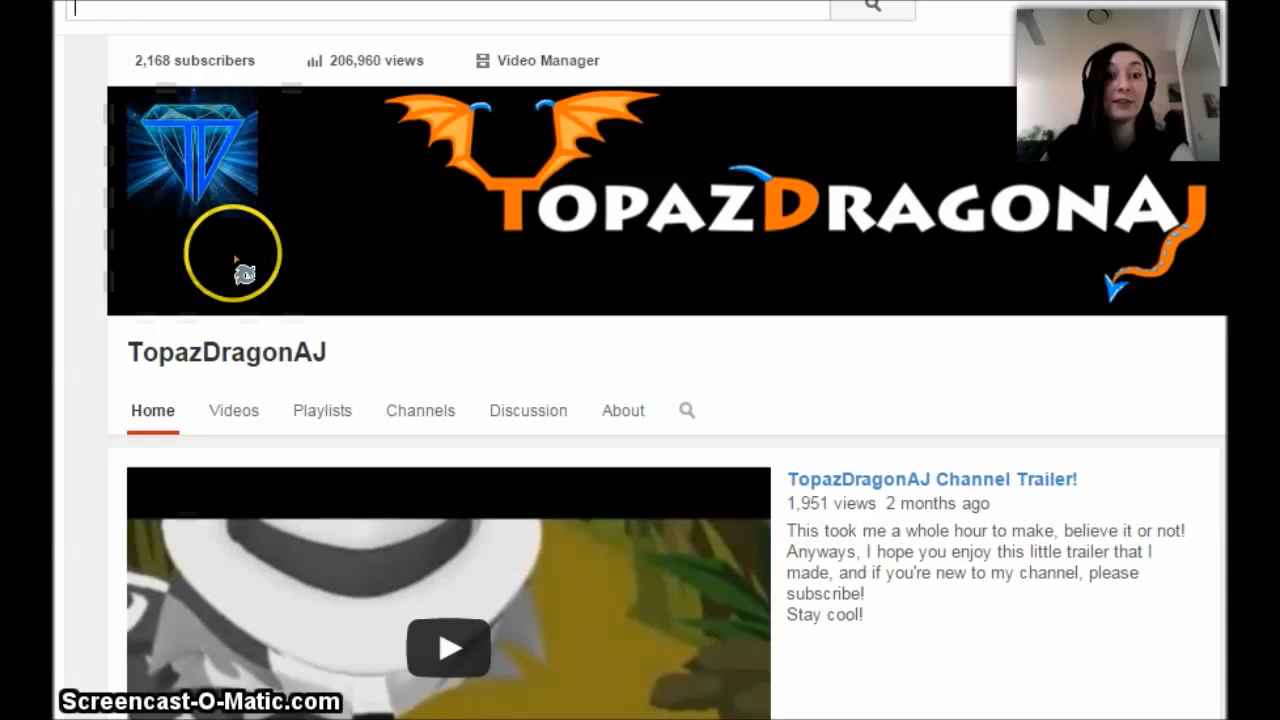 2,168 subscribers 206,960 views Video Manager
TD
TOPAZDRAGONAJ
TopazDragonAJ
Home Videos Playlists Channels Discussion About
TopazDragonAJ Channel Trailer!
1,951 views 2 months ago
This took me a whole hour to make, believe it or not!
Anyways, I hope you enjoy this little trailer that I
made, and if you're new to my channel, please
subscribe!
Stay cool!
Screencast-O-Matic.com